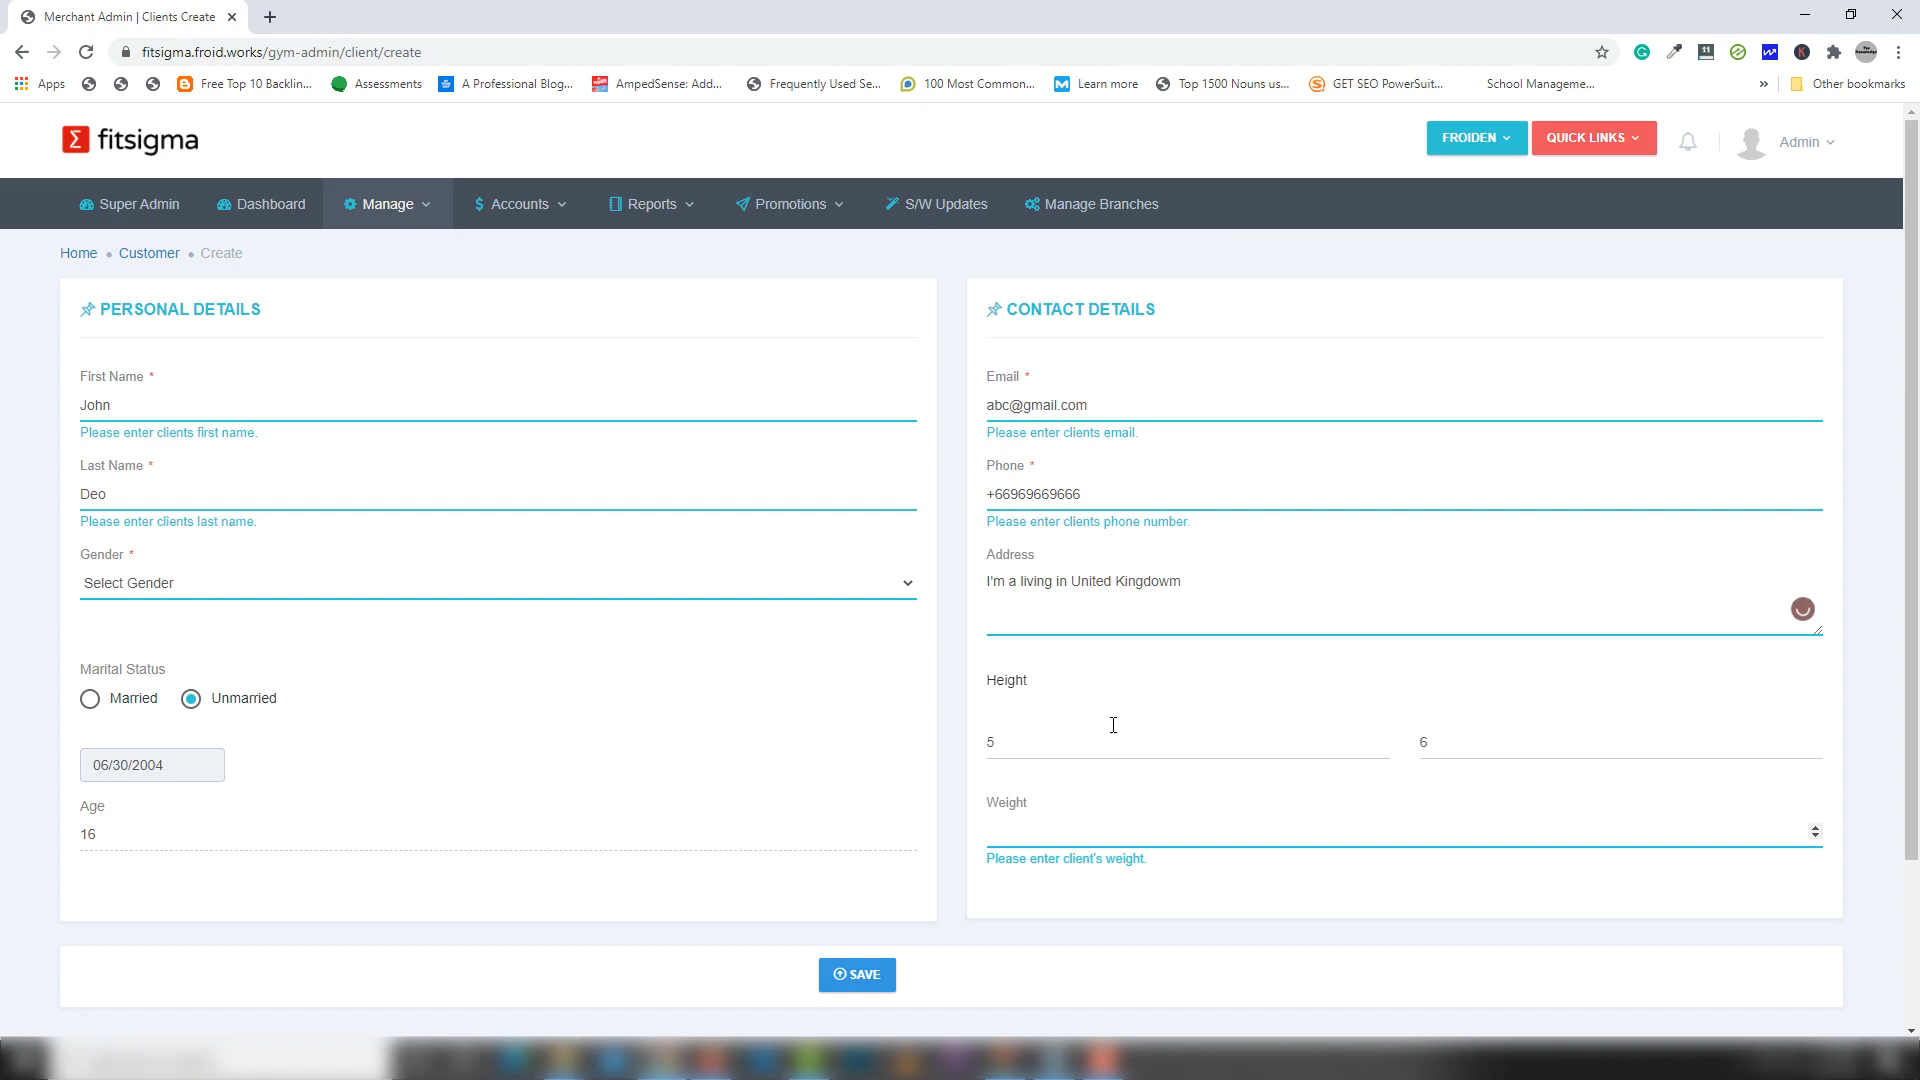 Merchant Admin | Clients Create
fitsigma.froid.works/gym-admin/client/create
Apps
Free Top 10 Backlin...
Assessments
A Professional Blog...
AmpedSense: Add...
Frequently Used Se...
100 Most Common...
Learn more
Top 1500 Nouns us...
GET SEO PowerSuit...
School Manageme...
»
Other bookmarks
Σ fitsigma
FROIDEN
QUICK LINKS
Admin
Super Admin
Dashboard
Manage
Accounts
Reports
Promotions
S/W Updates
Manage Branches
Home • Customer • Create
PERSONAL DETAILS
First Name *
John
Please enter clients first name.
Last Name *
Deo
Please enter clients last name.
Gender *
Select Gender
Marital Status
Married
Unmarried
06/30/2004
Age
16
CONTACT DETAILS
Email *
abc@gmail.com
Please enter clients email.
Phone *
+66969669666
Please enter clients phone number.
Address
I'm a living in United Kingdowm
Height
5
6
Weight
Please enter client's weight.
SAVE